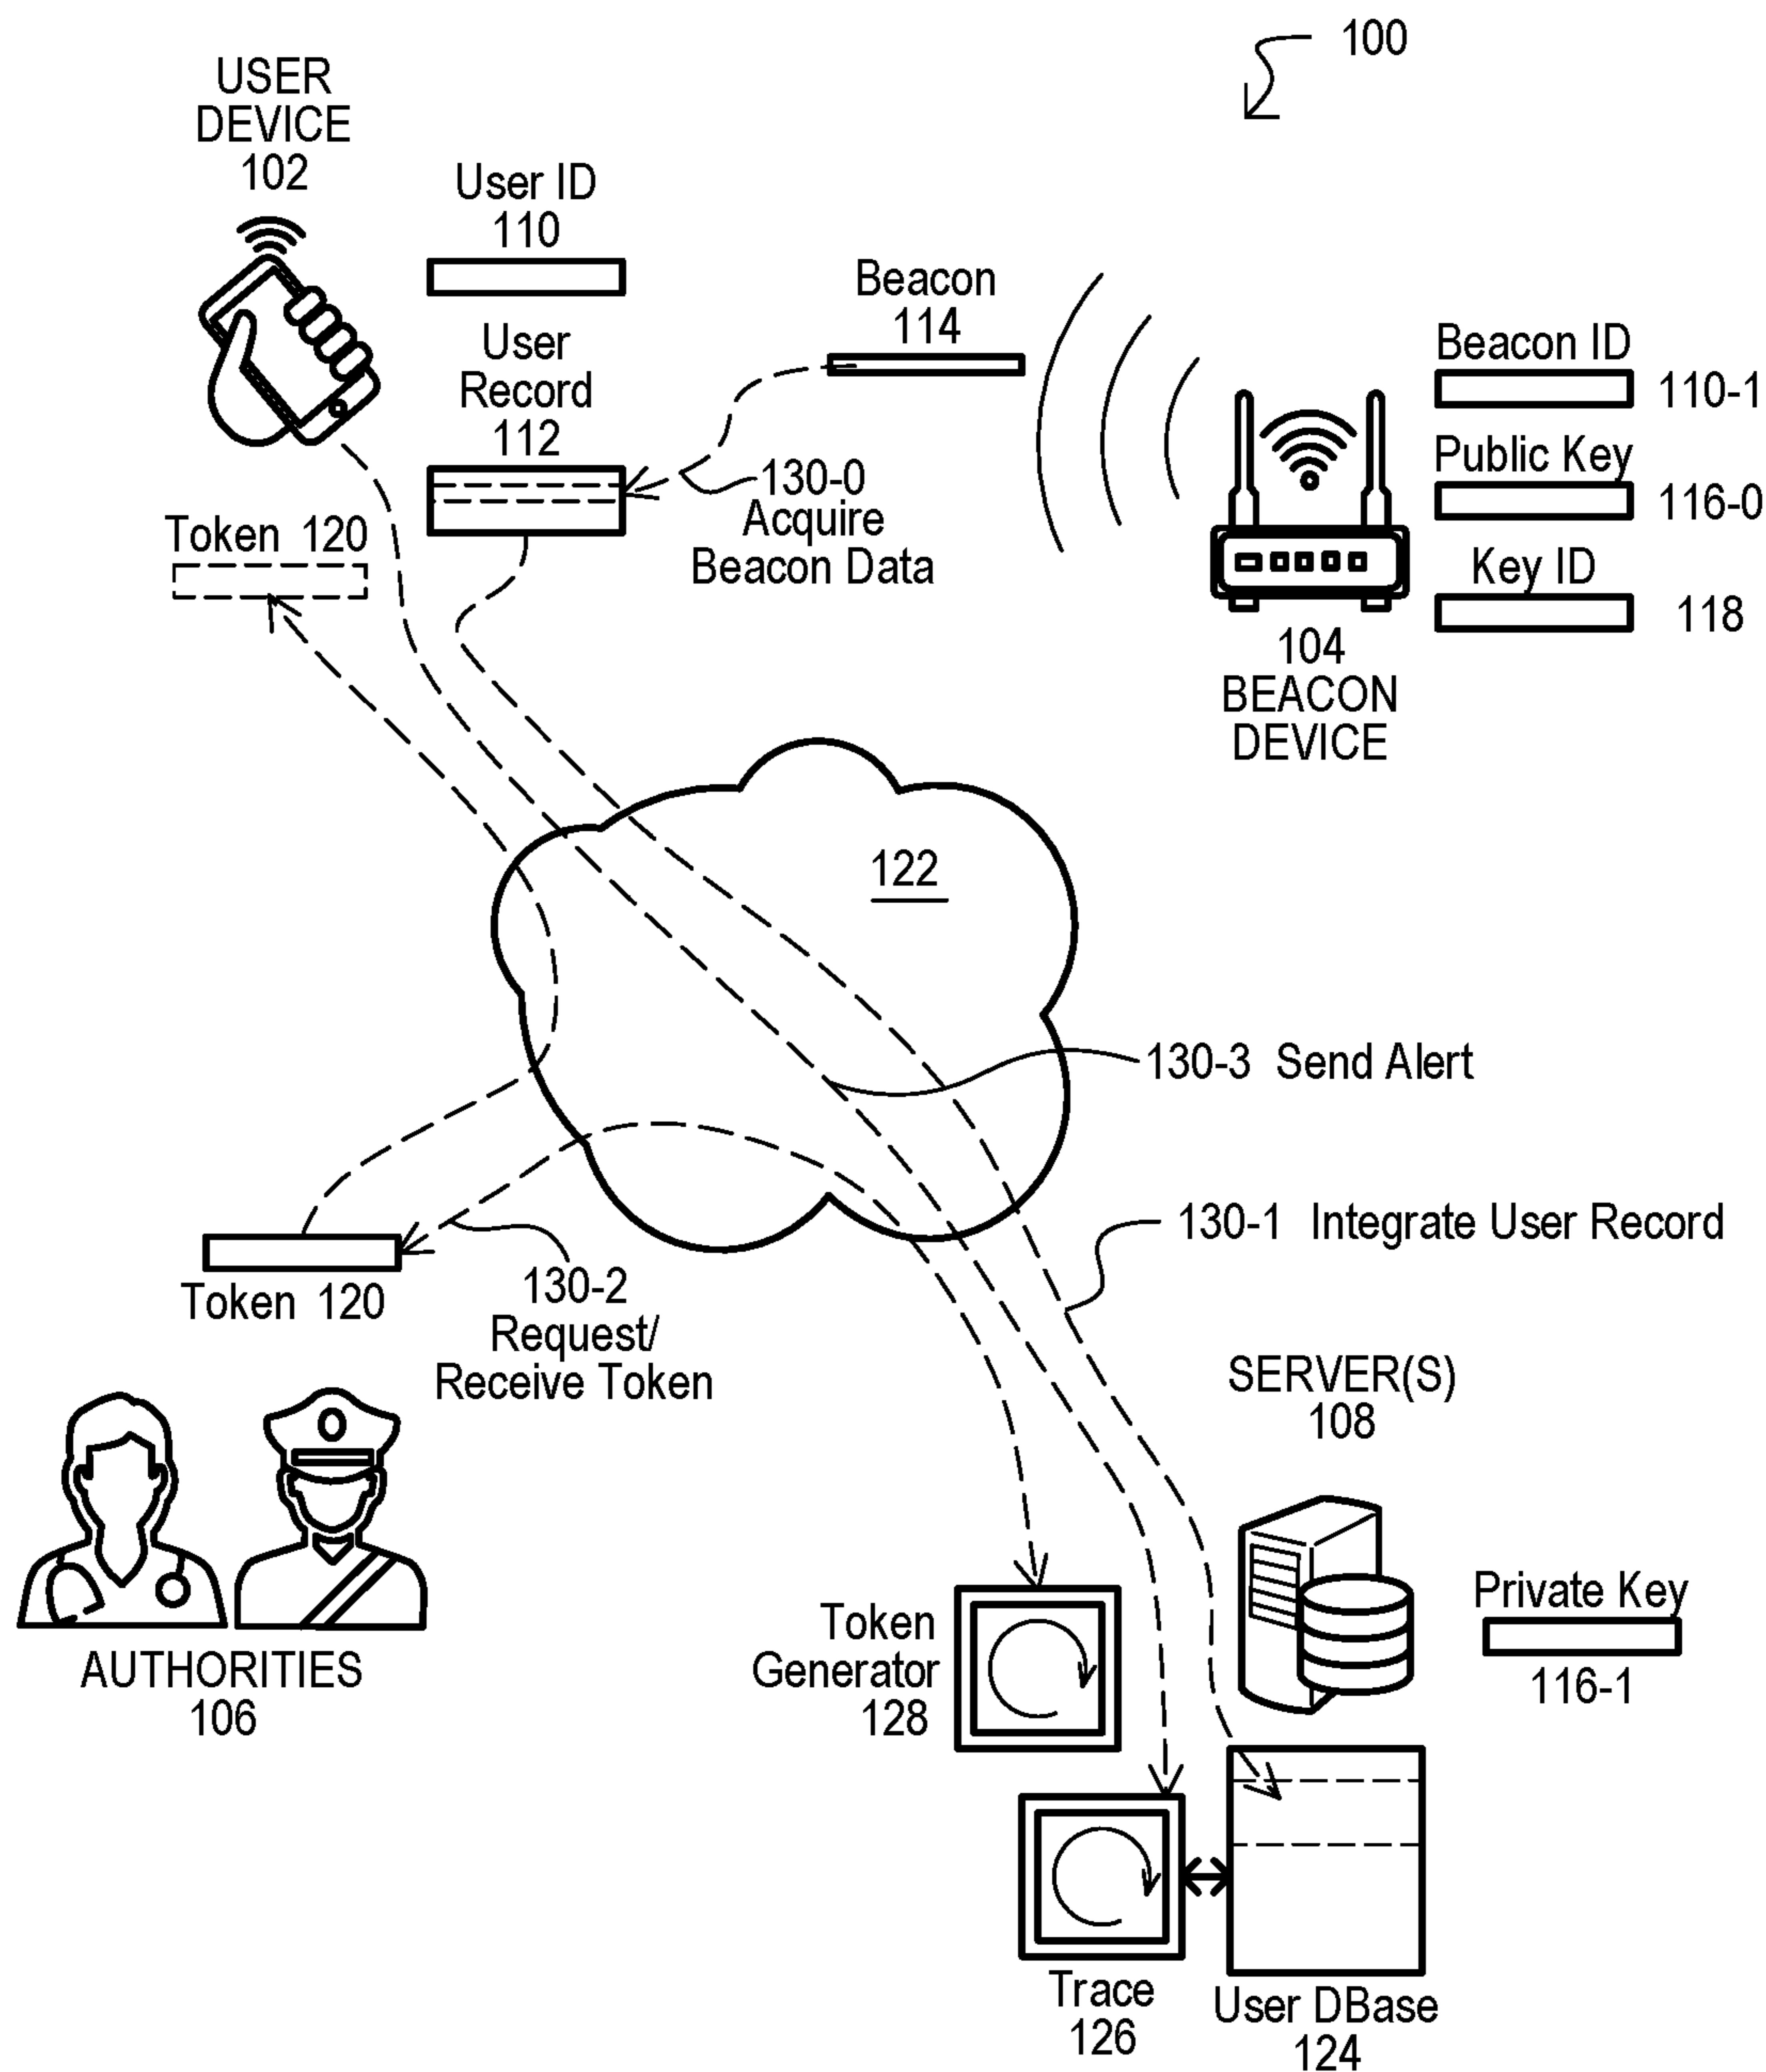 100
USER
DEVICE
102
User ID
110
User
Record
112
Beacon
114
Beacon ID
110-1
Public Key
116-0
Key ID
118
130-0
Acquire
Beacon Data
Token 120
104
BEACON
DEVICE
122
130-3 Send Alert
130-1 Integrate User Record
Token 120
130-2
Request/
Receive Token
SERVER(S)
108
AUTHORITIES
106
Token
Generator
128
Private Key
116-1
Trace
126
User DBase
124